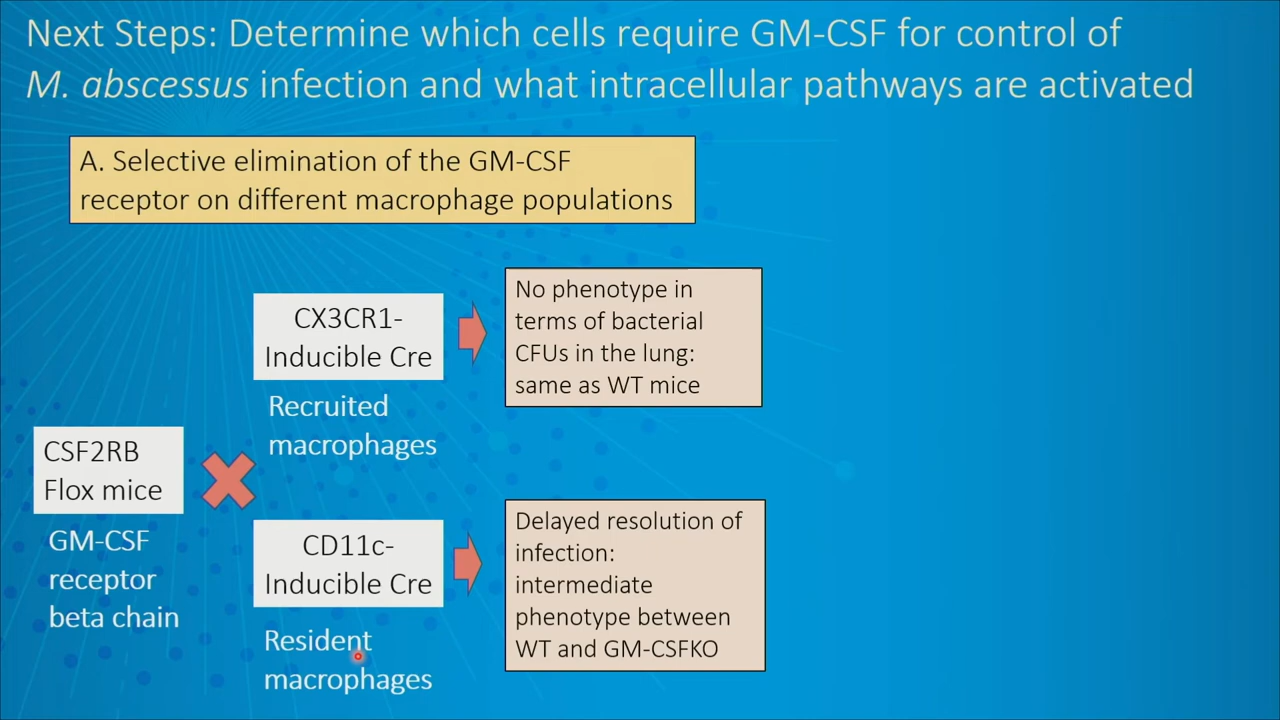 Next Steps: Determine which cells require GM-CSF for control of
M. abscessus infection and what intracellular pathways are activated
A. Selective elimination of the GM-CSF
receptor on different macrophage populations
CX3CR1-
Inducible Cre
Recruited
macrophages
No phenotype in
terms of bacterial
CFUs in the lung:
same as WT mice
CSF2RB
Flox mice
GM-CSF
receptor
beta chain
CD11c-
Inducible Cre
Resident
macrophages
Delayed resolution of
infection:
intermediate
phenotype between
WT and GM-CSFKO